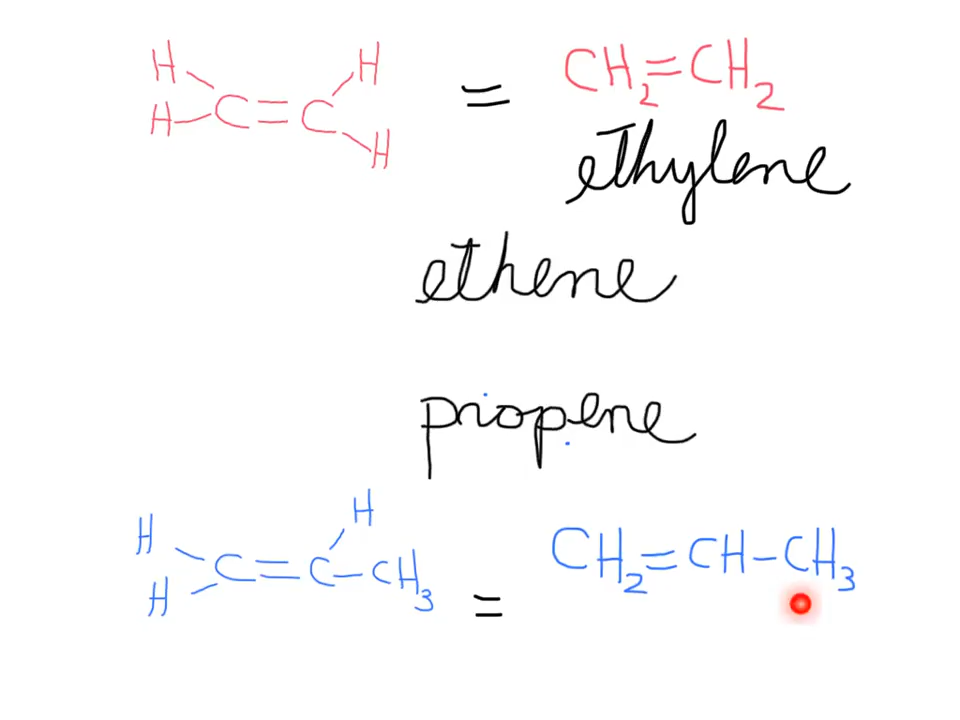 H H
H C = C = CH₂=CH₂
H
ethylene
ethene
propene
H
H C = C – CH₃ = CH₂=CH–CH₃
H